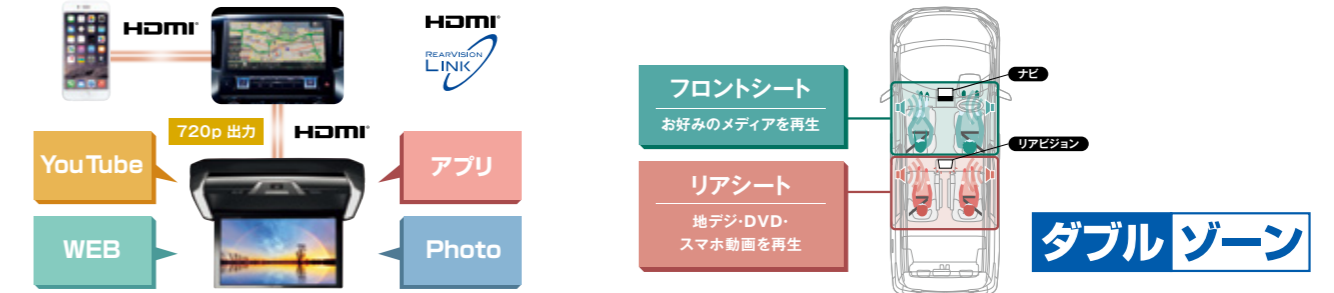 HDMI
HDMI
REARVISION
LINK
720p 出力
HDMI
YouTube
アプリ
WEB
Photo
フロントシート
お好みのメディアを再生
リアシート
地デジ・DVD・
スマホ動画を再生
ナビ
リアビジョン
ダブルゾーン